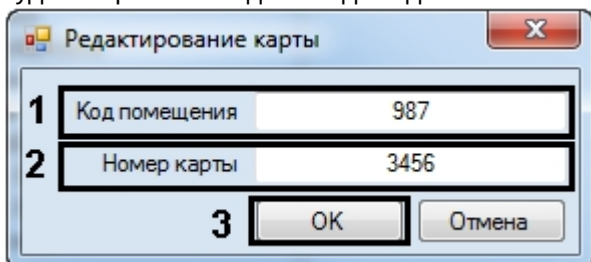 Редактирование карты
1 Код помещения 987
2 Номер карты 3456
3 OK Отмена